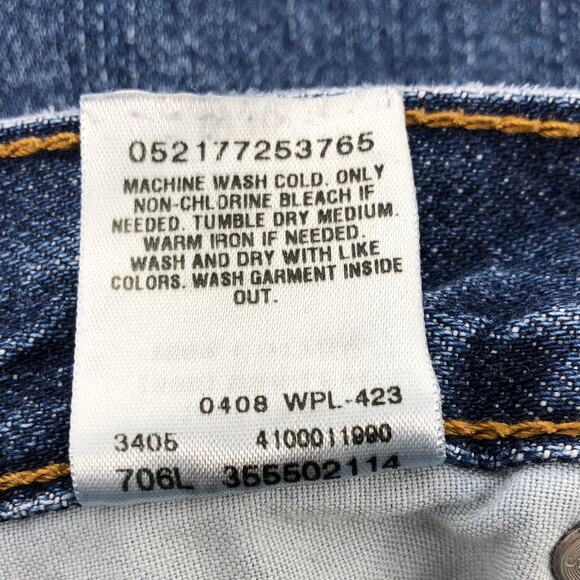 052177253765
MACHINE WASH COLD. ONLY
NON-CHLORINE BLEACH IF
NEEDED. TUMBLE DRY MEDIUM.
WARM IRON IF NEEDED.
WASH AND DRY WITH LIKE
COLORS. WASH GARMENT INSIDE
OUT.
0408 WPL-423
3405 4100011990
706L 355502114